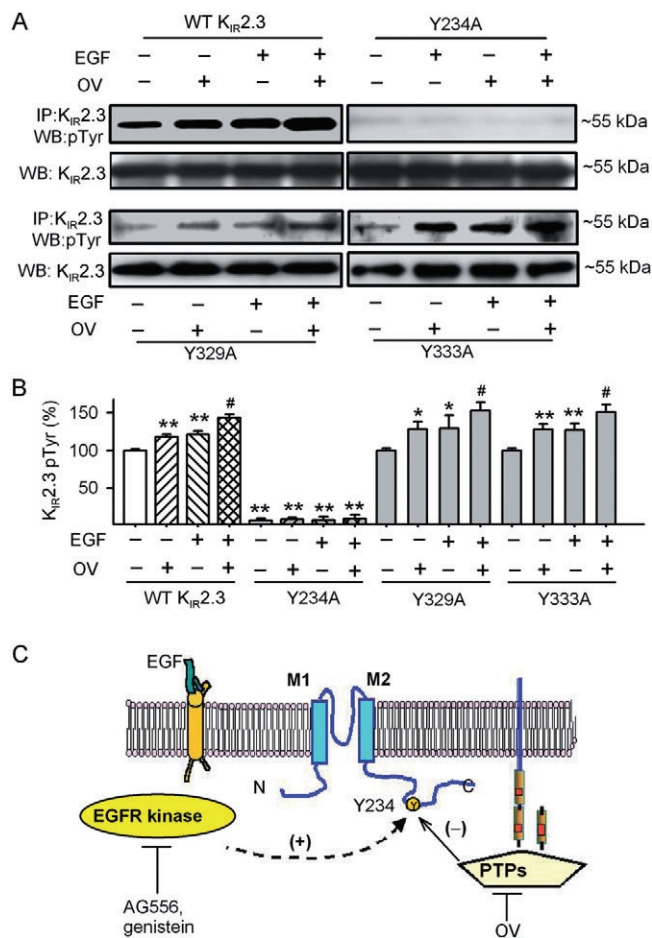 A
WT KIR2.3 Y234A
EGF – – + + – + – +
OV – + – + – – + +
IP:KIR2.3
WB:pTyr
~55 kDa
WB: KIR2.3 ~55 kDa
IP:KIR2.3
WB:pTyr
~55 kDa
WB: KIR2.3 ~55 kDa
EGF – – + + – – + +
OV – + – + – + – +
Y329A Y333A
B
KIR2.3 pTyr (%)
150
100
50
** ** # ** ** ** ** * * # ** ** #
EGF – – + + – – + + – – + + – – + +
OV – + – + – + – + – + – + – + – +
WT KIR2.3 Y234A Y329A Y333A
C
EGF
M1 M2
N
C
Y234
Y
EGFR kinase
(+)
(–)
PTPs
AG556,
genistein
OV